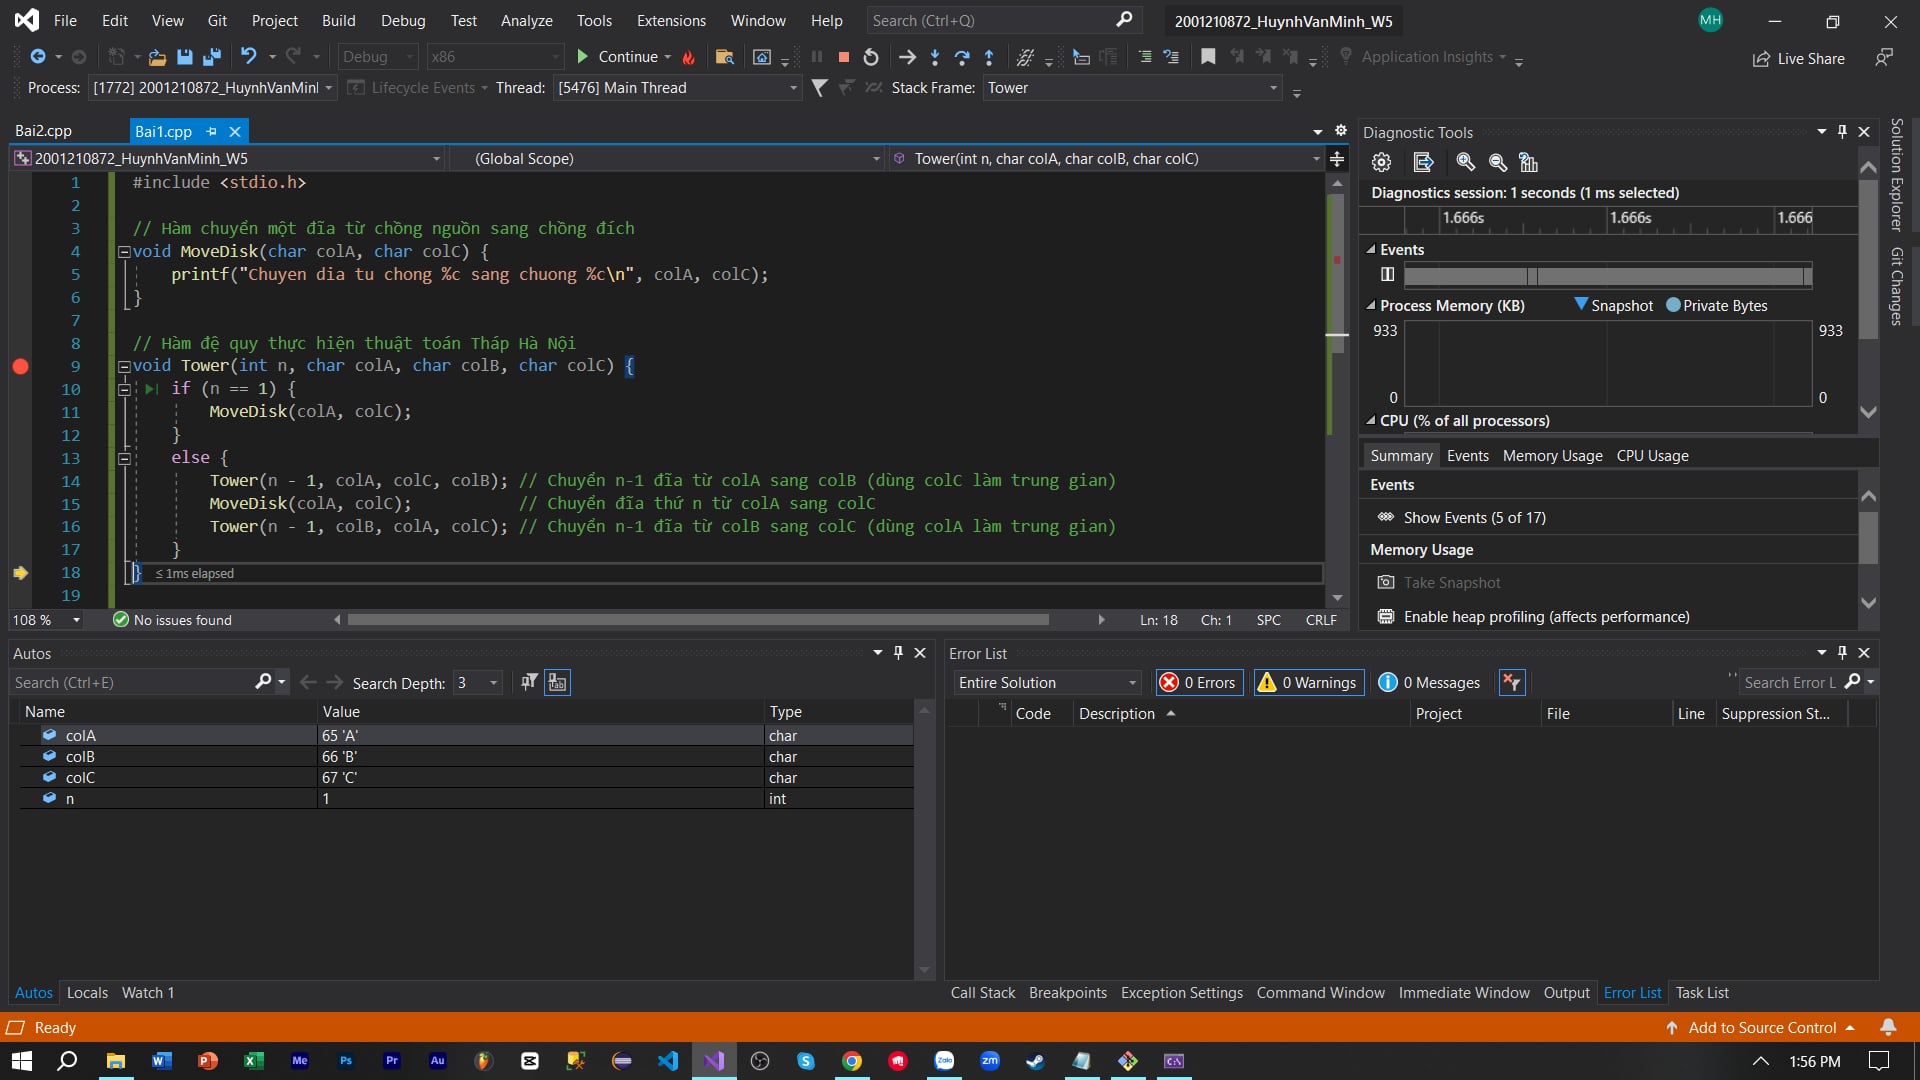 File Edit View Git Project Build Debug Test Analyze Tools Extensions Window Help Search (Ctrl+Q) 2001210872_HuynhVanMinh_W5 MH
Debug x86 Continue Application Insights Live Share
Process: [1772] 2001210872_HuynhVanMinl Lifecycle Events Thread: [5476] Main Thread Stack Frame: Tower
Bai2.cpp Bai1.cpp
2001210872_HuynhVanMinh_W5 (Global Scope) Tower(int n, char colA, char colB, char colC)
1 #include <stdio.h>
2
3 // Hàm chuyển một đĩa từ chồng nguồn sang chồng đích
4 void MoveDisk(char colA, char colC) {
5 printf("Chuyen dia tu chong %c sang chuong %c\n", colA, colC);
6 }
7
8 // Hàm đệ quy thực hiện thuật toán Tháp Hà Nội
9 void Tower(int n, char colA, char colB, char colC) {
10 if (n == 1) {
11 MoveDisk(colA, colC);
12 }
13 else {
14 Tower(n - 1, colA, colC, colB); // Chuyển n-1 đĩa từ colA sang colB (dùng colC làm trung gian)
15 MoveDisk(colA, colC); // Chuyển đĩa thứ n từ colA sang colC
16 Tower(n - 1, colB, colA, colC); // Chuyển n-1 đĩa từ colB sang colC (dùng colA làm trung gian)
17 }
18 } ≤ 1ms elapsed
19
108 % No issues found Ln: 18 Ch: 1 SPC CRLF
Diagnostic Tools
Diagnostics session: 1 seconds (1 ms selected)
1.666s 1.666s 1.666
Events
Process Memory (KB) Snapshot Private Bytes
933 933
0 0
CPU (% of all processors)
Summary Events Memory Usage CPU Usage
Events
Show Events (5 of 17)
Memory Usage
Take Snapshot
Enable heap profiling (affects performance)
Solution Explorer
Git Changes
Autos
Search (Ctrl+E) Search Depth: 3
Name Value Type
colA 65 'A' char
colB 66 'B' char
colC 67 'C' char
n 1 int
Autos Locals Watch 1
Error List
Entire Solution 0 Errors 0 Warnings 0 Messages Search Error L
Code Description Project File Line Suppression St...
Call Stack Breakpoints Exception Settings Command Window Immediate Window Output Error List Task List
Ready Add to Source Control
W P X Me Ps Pr Au S Zalo zm C:\ 1:56 PM